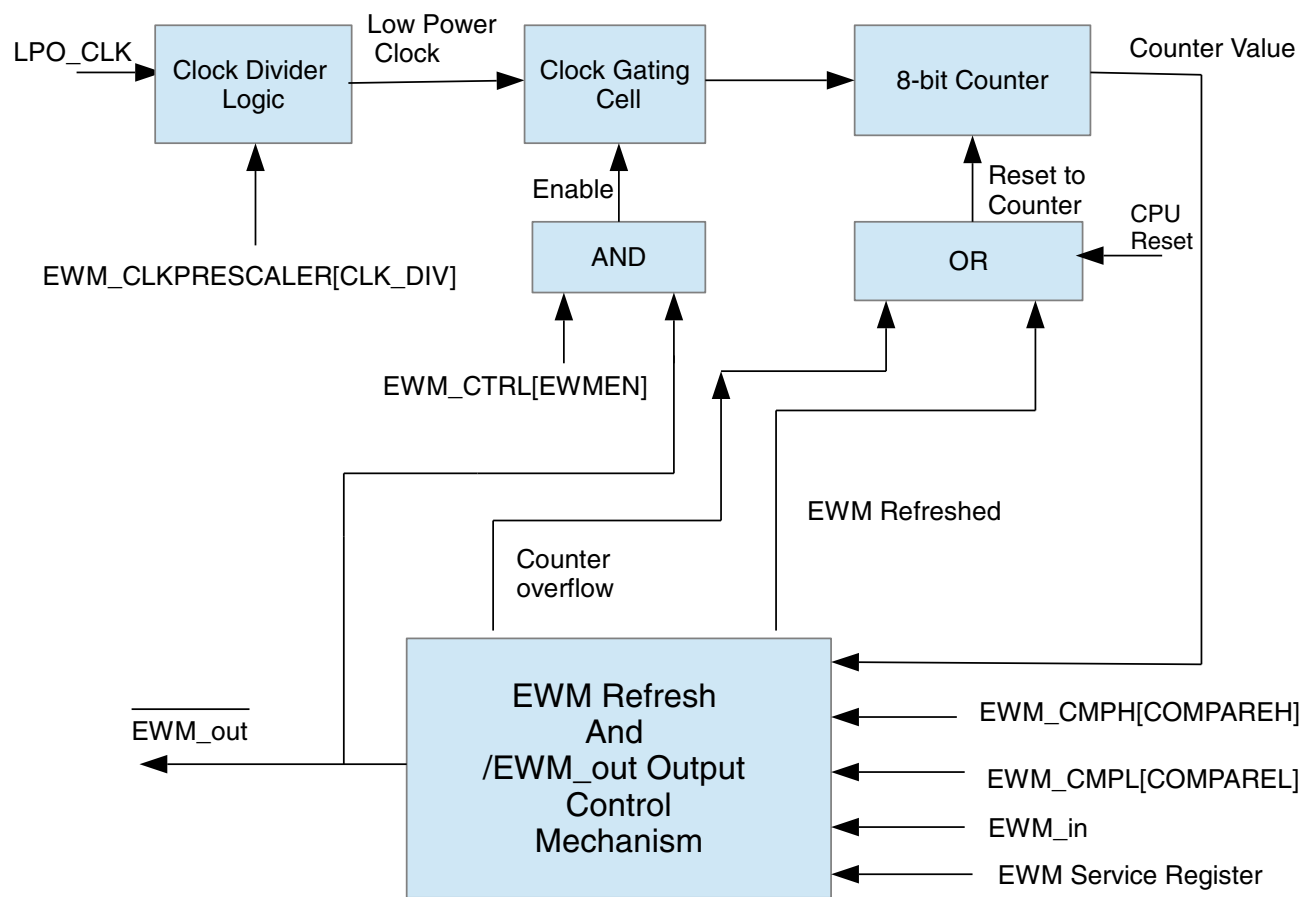 LPO_CLK
Clock Divider
Logic
Low Power
Clock
Clock Gating
Cell
8-bit Counter
Counter Value
Enable
Reset to
Counter
CPU
Reset
AND
OR
EWM_CLKPRESCALER[CLK_DIV]
EWM_CTRL[EWMEN]
EWM Refreshed
Counter
overflow
EWM_out
EWM Refresh
And
/EWM_out Output
Control
Mechanism
EWM_CMPH[COMPAREH]
EWM_CMPL[COMPAREL]
EWM_in
EWM Service Register